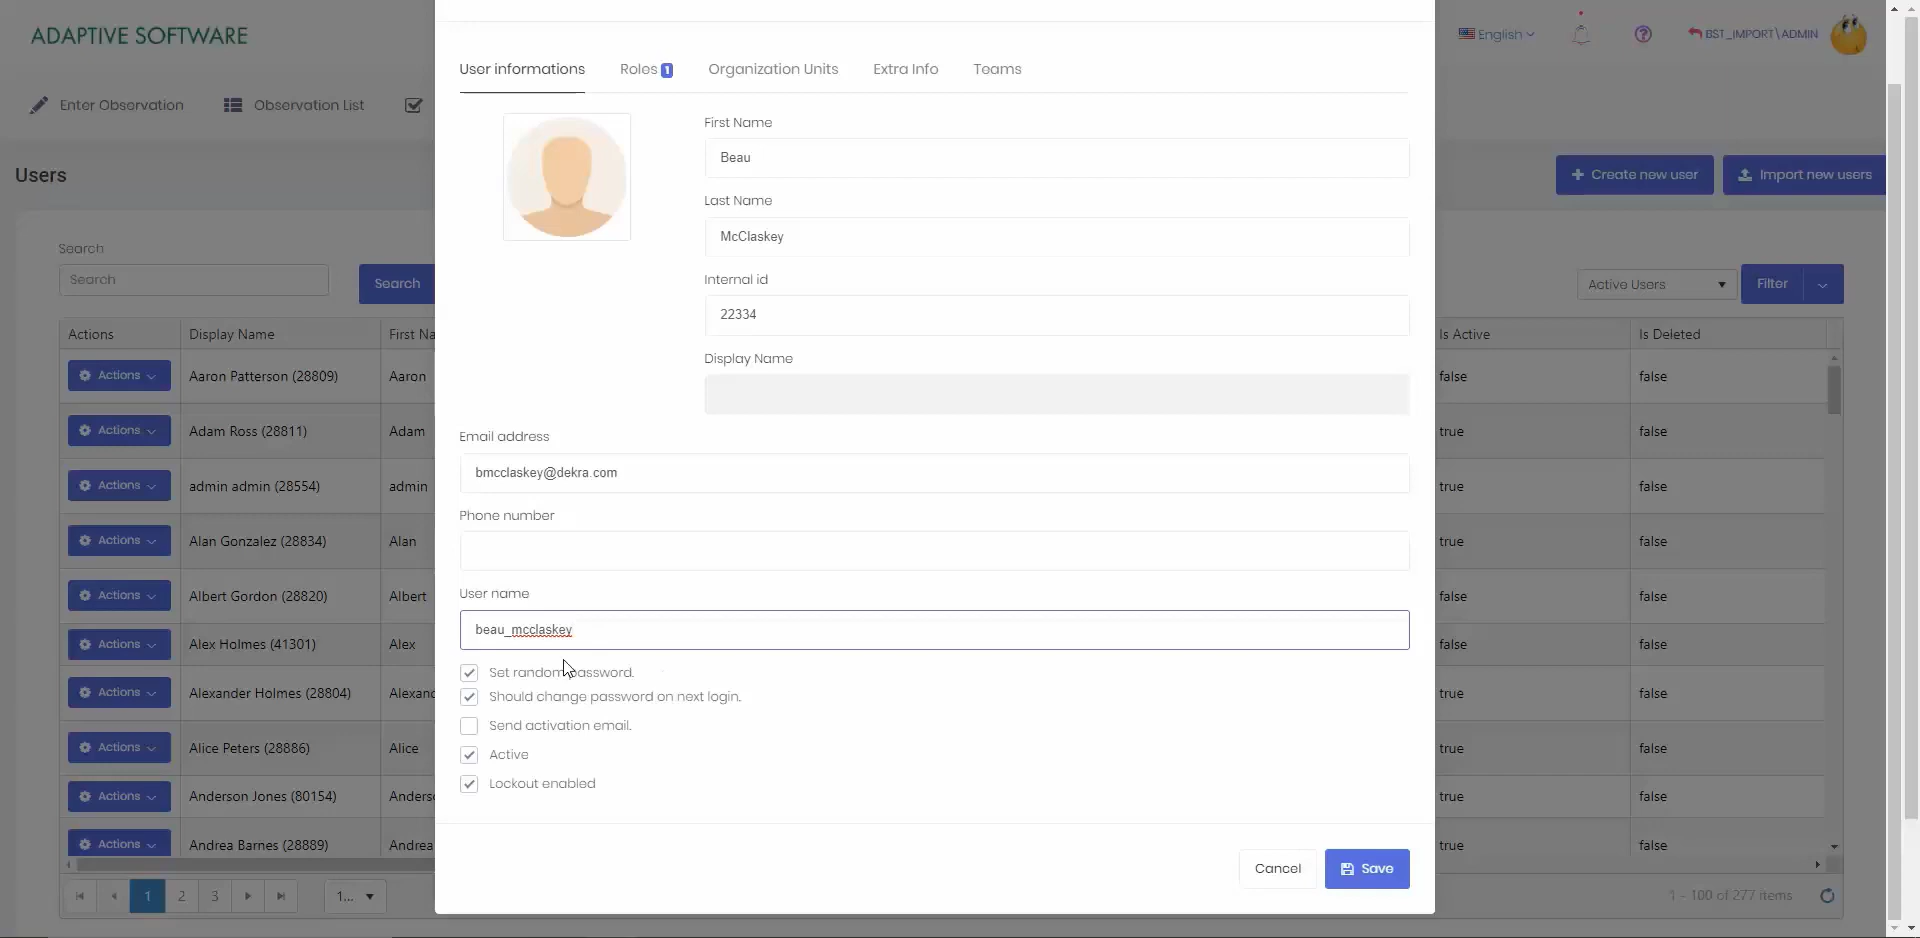 ADAPTIVE SOFTWARE
English
BST_IMPORT\ADMIN
Enter Observation
Observation List
User informations
Roles 1
Organization Units
Extra Info
Teams
Users
Create new user
Import new users
First Name
Beau
Last Name
McClaskey
Internal id
22334
Display Name
Email address
bmcclaskey@dekra.com
Phone number
User name
beau_mcclaskey
Set random password.
Should change password on next login.
Send activation email.
Active
Lockout enabled
Cancel
Save
Search
Search
Search
Active Users
Filter
Actions Display Name First Na Is Active Is Deleted
Actions Aaron Patterson (28809) Aaron false false
Actions Adam Ross (28811) Adam true false
Actions admin admin (28554) admin true false
Actions Alan Gonzalez (28834) Alan true false
Actions Albert Gordon (28820) Albert false false
Actions Alex Holmes (41301) Alex false false
Actions Alexander Holmes (28804) Alexand true false
Actions Alice Peters (28886) Alice true false
Actions Anderson Jones (80154) Anders true false
Actions Andrea Barnes (28889) Andrea true false
1 2 3 1...
1 - 100 of 277 items